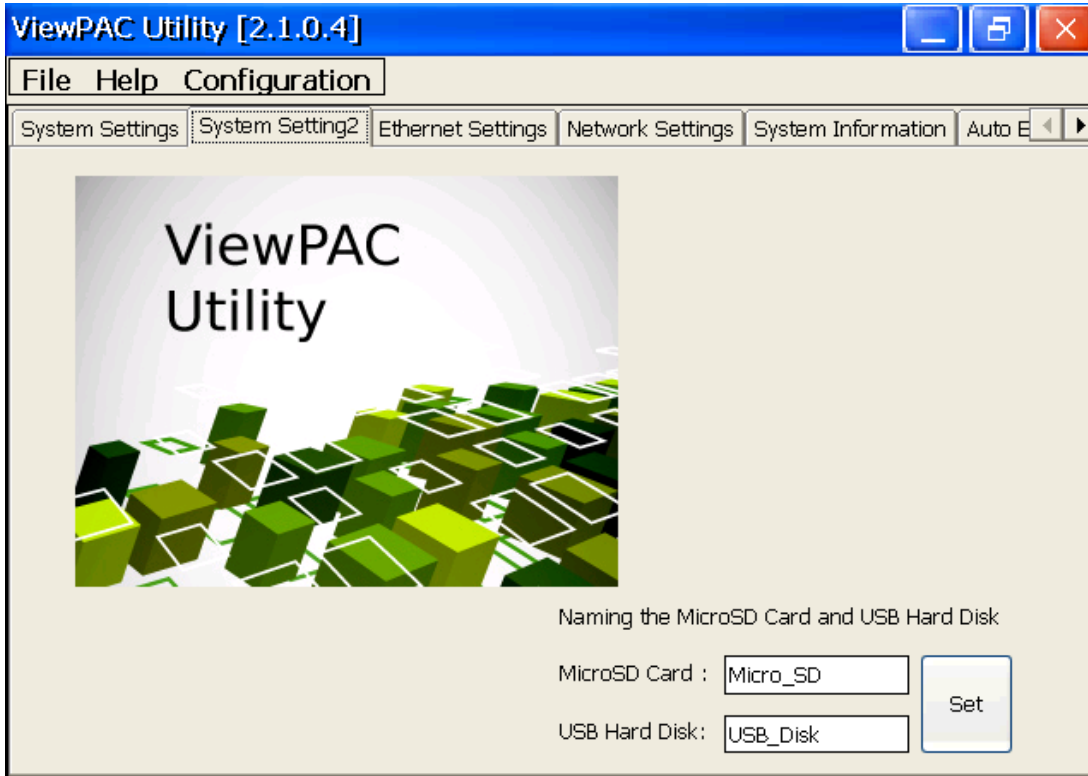 ViewPAC Utility [2.1.0.4]
File Help Configuration
System Settings System Setting2 Ethernet Settings Network Settings System Information Auto E
ViewPAC
Utility
Naming the MicroSD Card and USB Hard Disk
MicroSD Card : Micro_SD
Set
USB Hard Disk: USB_Disk